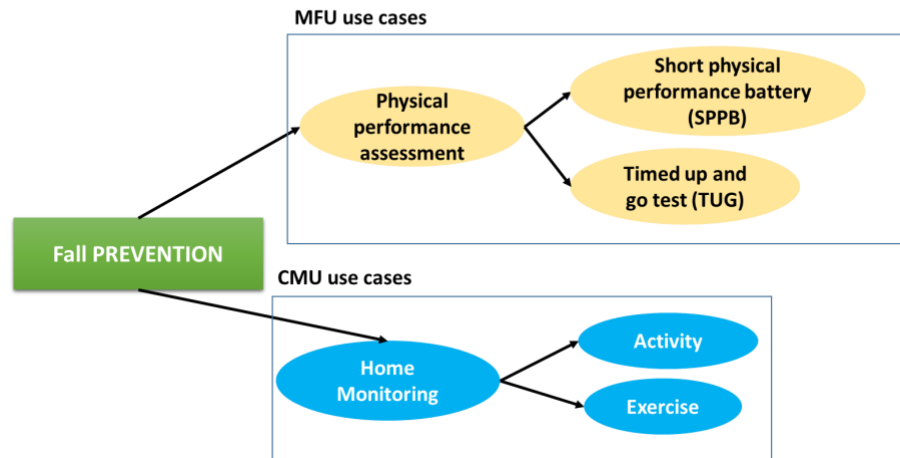 MFU use cases
Physical
performance
assessment
Short physical
performance battery
(SPPB)
Timed up and
go test (TUG)
Fall PREVENTION
CMU use cases
Home
Monitoring
Activity
Exercise